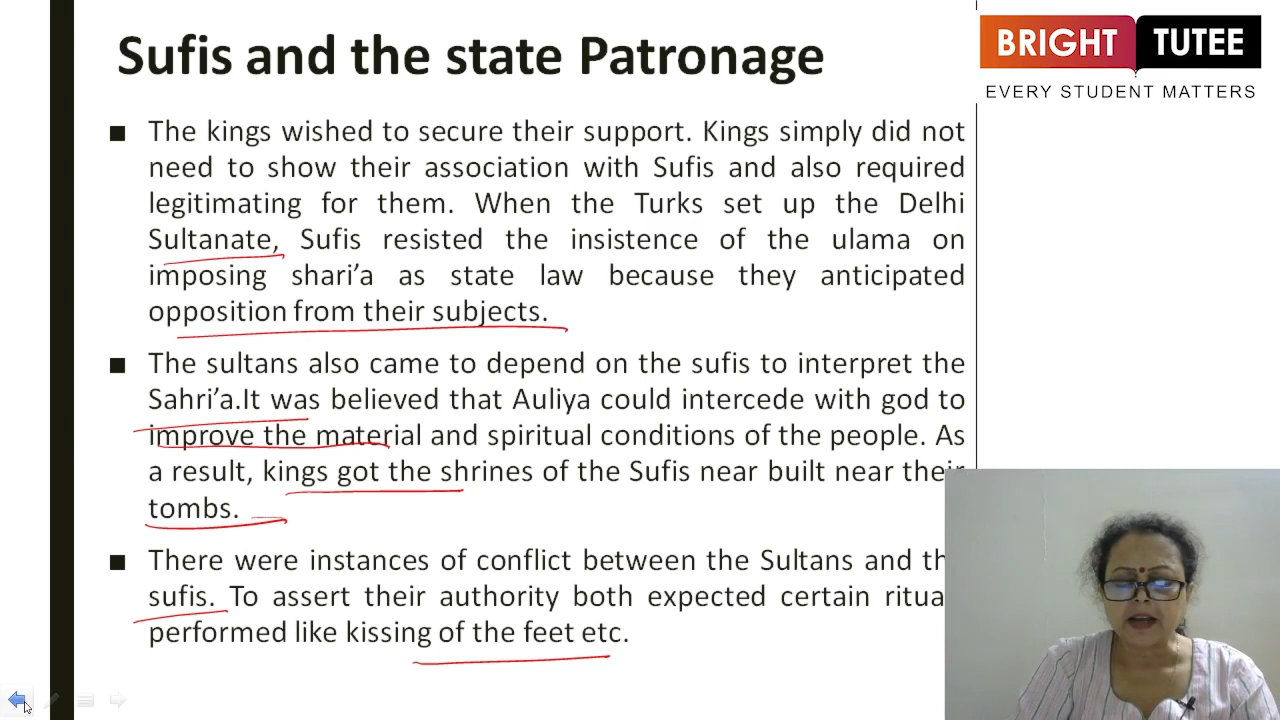 Sufis and the state Patronage
BRIGHT TUTEE
EVERY STUDENT MATTERS
■ The kings wished to secure their support. Kings simply did not
need to show their association with Sufis and also required
legitimating for them. When the Turks set up the Delhi
Sultanate, Sufis resisted the insistence of the ulama on
imposing shari’a as state law because they anticipated
opposition from their subjects.
■ The sultans also came to depend on the sufis to interpret the
Sahri’a.It was believed that Auliya could intercede with god to
improve the material and spiritual conditions of the people. As
a result, kings got the shrines of the Sufis near built near their
tombs.
■ There were instances of conflict between the Sultans and th
sufis. To assert their authority both expected certain ritua
performed like kissing of the feet etc.